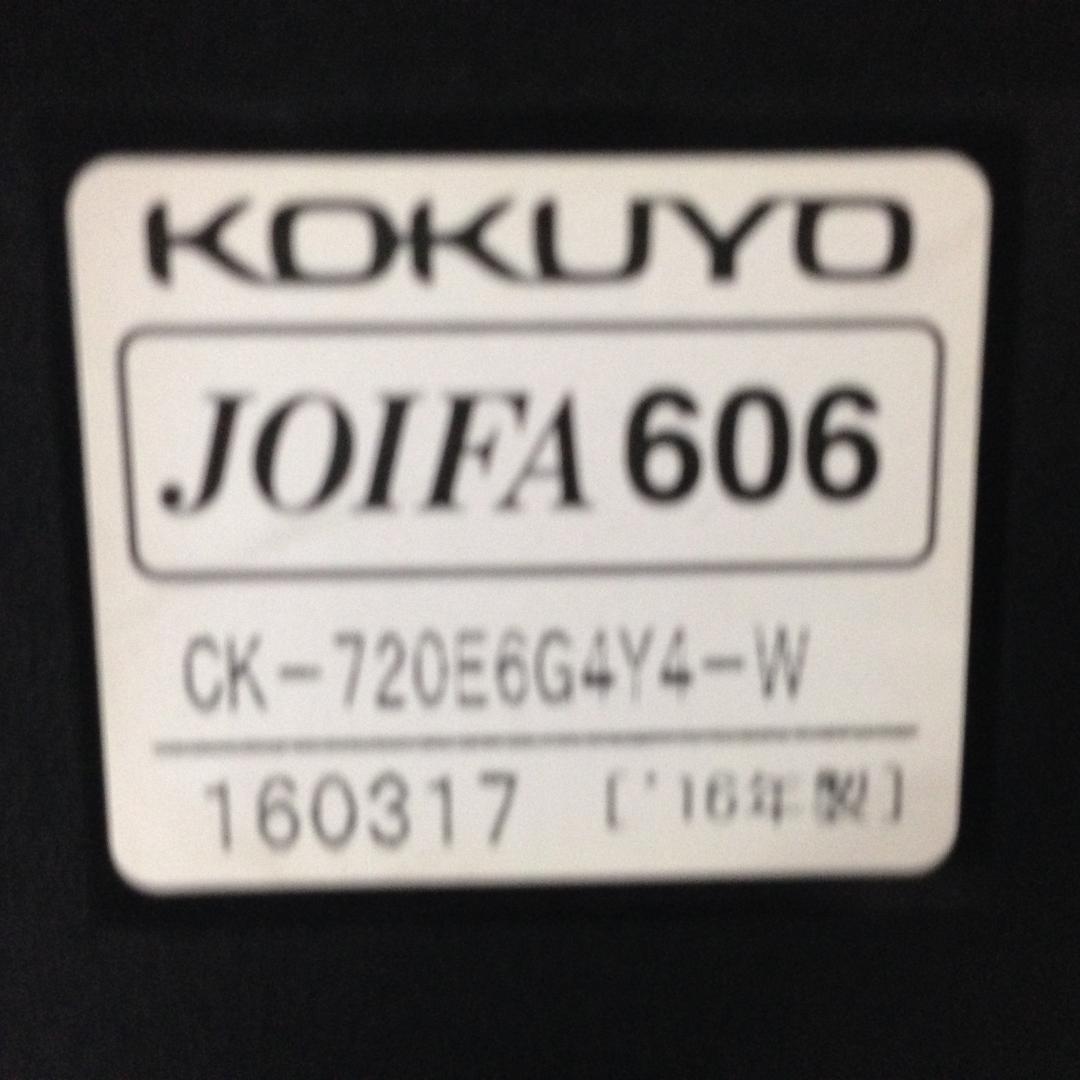 KOKUYO
JOIFA 606
CK-720E6G4Y4-W
160317 ['16年製]